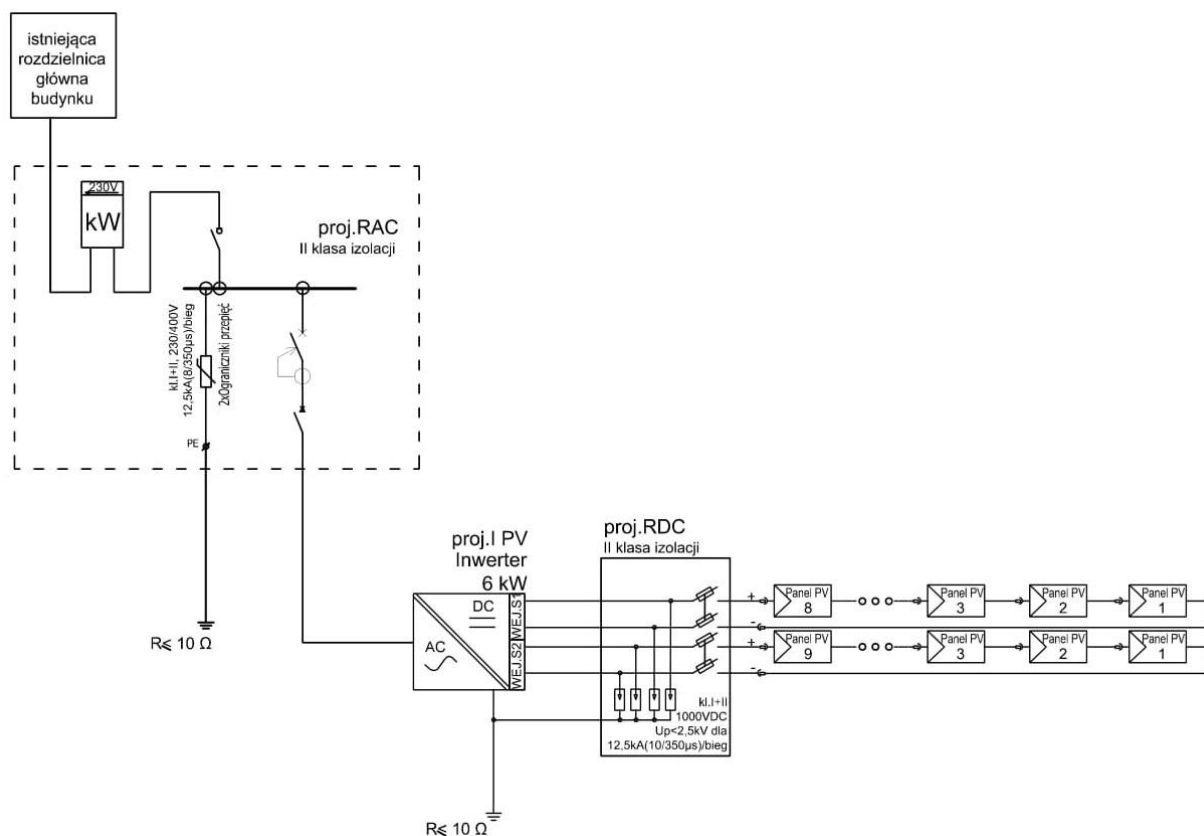 istniejąca
rozdzielnica
główna
budynku
230V
kW
proj.RAC
II klasa izolacji
kl.I+II, 230/400V
12,5kA(8/350µs)/bieg
2xOgraniczniki przepięć
PE
R⩽ 10 Ω
proj.I PV
Inwerter
6 kW
DC
AC
WEJ.S1
WEJ.S2
proj.RDC
II klasa izolacji
kl.I+II
1000VDC
Up<2,5kV dla
12,5kA(10/350µs)/bieg
+
Panel PV
8
Panel PV
3
Panel PV
2
Panel PV
1
-
+
Panel PV
9
Panel PV
3
Panel PV
2
Panel PV
1
-
R⩽ 10 Ω